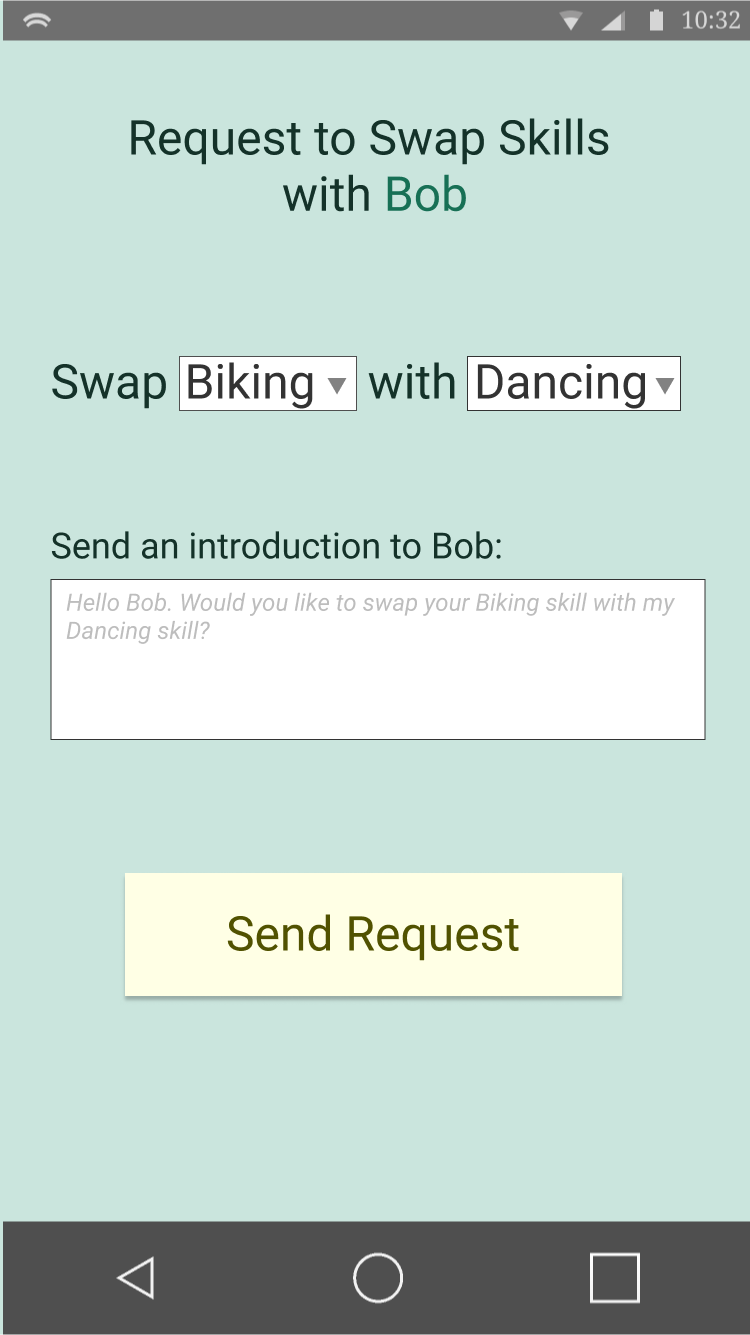 10:32
Request to Swap Skills
with Bob
Swap Biking with Dancing
Send an introduction to Bob:
Hello Bob. Would you like to swap your Biking skill with my
Dancing skill?
Send Request